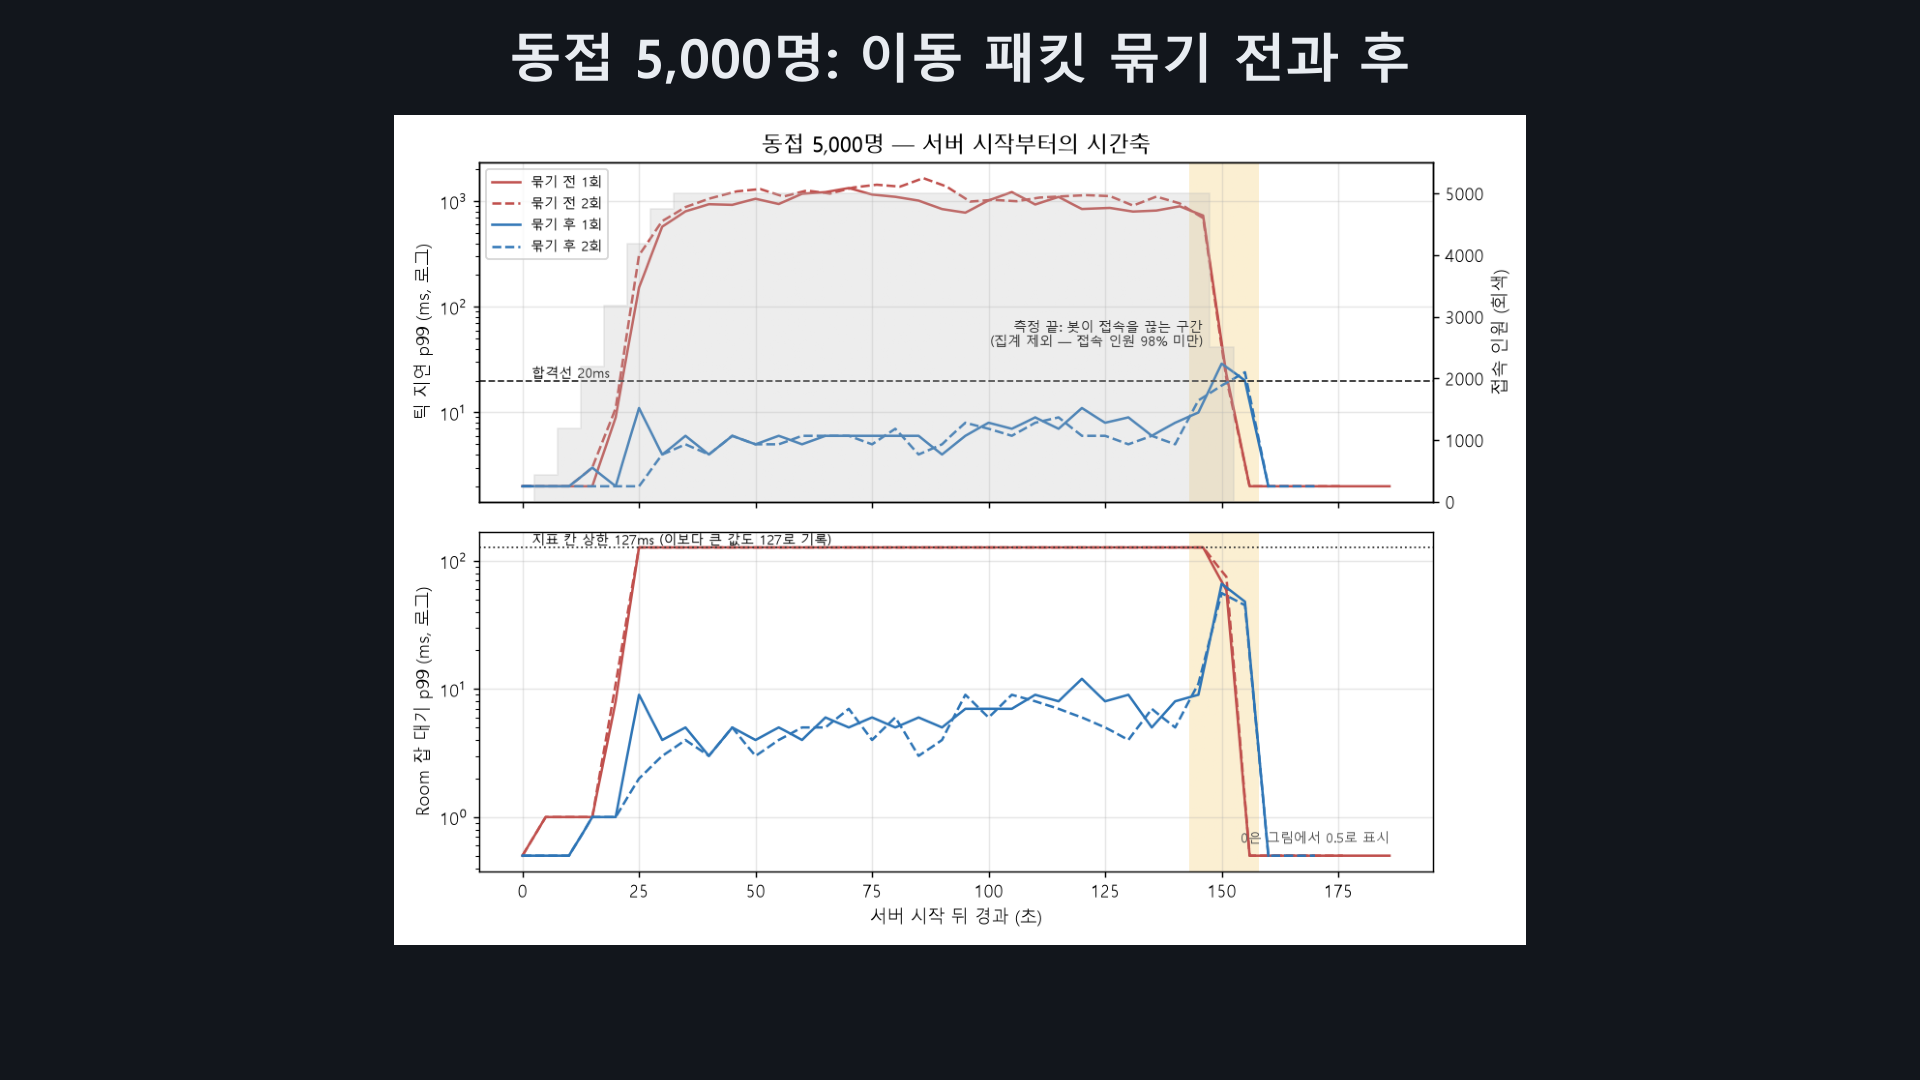 동접 5,000명: 이동 패킷 묶기 전과 후
동접 5,000명 — 서버 시작부터의 시간축
묶기 전 1회
묶기 전 2회
묶기 후 1회
묶기 후 2회
틱 지연 p99 (ms, 로그)
10³
10²
10¹
합격선 20ms
측정 끝: 봇이 접속을 끊는 구간
(집계 제외 — 접속 인원 98% 미만)
5000
4000
3000
2000
1000
0
접속 인원 (회색)
지표 칸 상한 127ms (이보다 큰 값도 127로 기록)
Room 잡 대기 p99 (ms, 로그)
10²
10¹
10⁰
0은 그림에서 0.5로 표시
0 25 50 75 100 125 150 175
서버 시작 뒤 경과 (초)